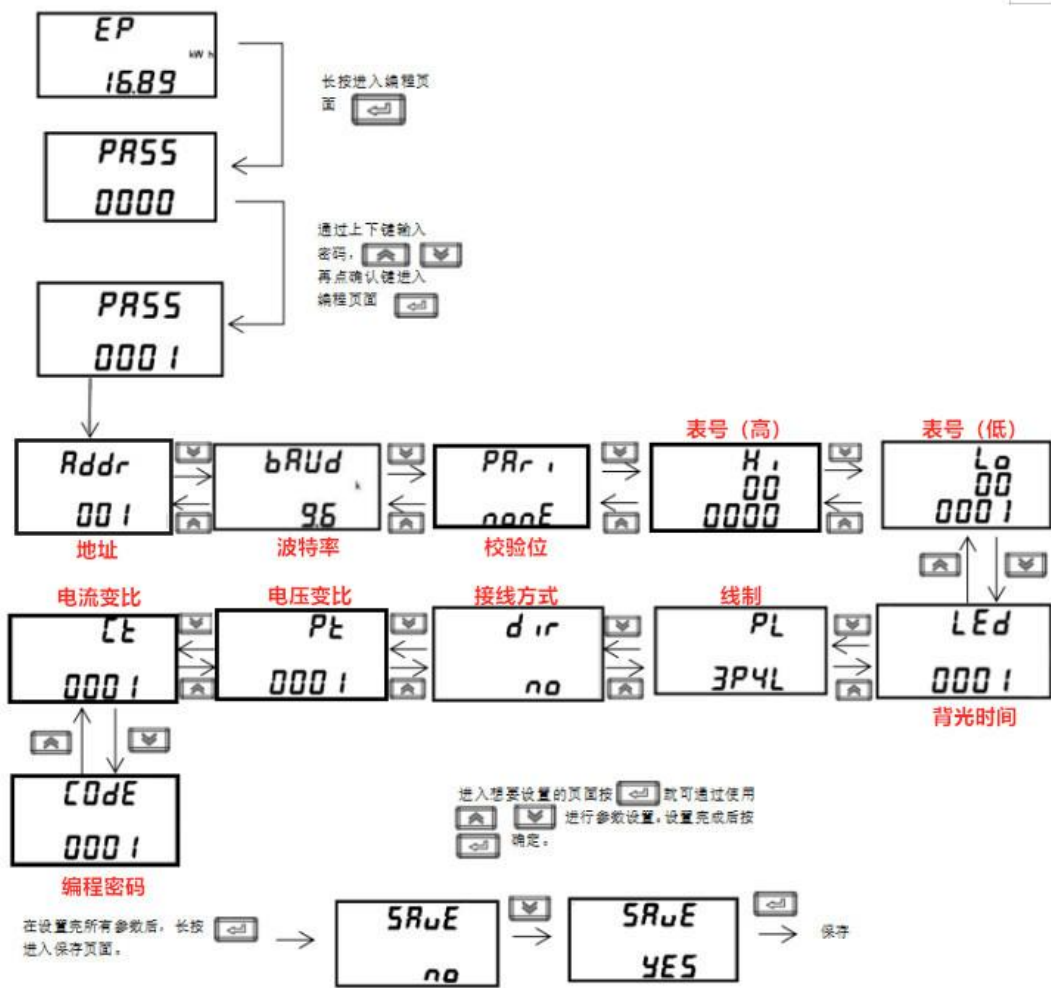 EP
kW h
16.89
长按进入编程页
面
PASS
0000
通过上下键输入
密码,
再点确认键进入
编程页面
PASS
0001
表号(高)
表号(低)
Addr
001
bAUd
k
9.6
PAri
nonE
Hi
00
0000
Lo
00
0001
地址
波特率
校验位
电流变比
电压变比
接线方式
线制
Ct
0001
Pt
0001
dir
no
PL
3P4L
LEd
0001
背光时间
COdE
0001
编程密码
进入想要设置的页面按 就可通过使用
进行参数设置。设置完成后按
确定。
在设置完所有参数后,长按
进入保存页面。
SAvE
no
SAvE
YES
保存